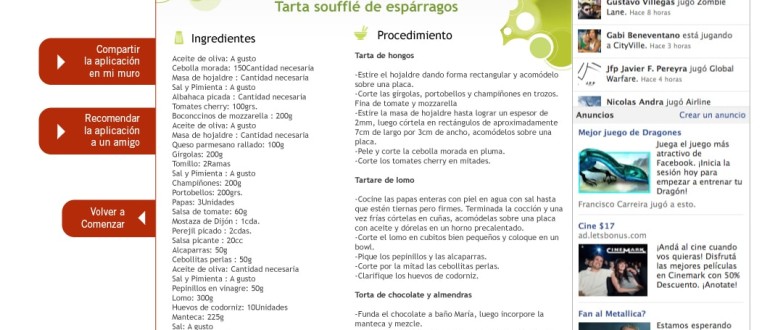 Tarta soufflé de espárragos
Compartir
la aplicación
en mi muro
Recomendar
la aplicación
a un amigo
Volver a
Comenzar
Ingredientes
Aceite de oliva: A gusto
Cebolla morada: 150Cantidad necesaria
Masa de hojaldre : Cantidad necesaria
Sal y Pimienta : A gusto
Albahaca picada : Cantidad necesaria
Tomates cherry: 100grs.
Boconccinos de mozzarella : 200g
Aceite de oliva: A gusto
Masa de hojaldre : Cantidad necesaria
Queso parmesano rallado: 100g
Girgolas: 200g
Tomillo: 2Ramas
Sal y Pimienta : A gusto
Champiñones: 200g
Portobellos: 200grs.
Papas: 3Unidades
Salsa de tomate: 60g
Mostaza de Dijón : 1cda.
Perejil picado : 2cdas.
Salsa picante : 20cc
Alcaparras: 50g
Cebollitas perlas : 50g
Aceite de oliva: Cantidad necesaria
Sal y Pimienta : A gusto
Pepinillos en vinagre: 50g
Lomo: 300g
Huevos de codorniz: 10Unidades
Manteca: 225g
Sal: A gusto
Procedimiento
Tarta de hongos
-Estire el hojaldre dando forma rectangular y acomódelo
sobre una placa.
-Corte las gírgolas, portobellos y champiñones en trozos.
Fina de tomate y mozzarella
-Estire la masa de hojaldre hasta lograr un espesor de
2mm, luego córtela en rectángulos de aproximadamente
7cm de largo por 3cm de ancho, acomódelos sobre una
placa.
-Pele y corte la cebolla morada en pluma.
-Corte los tomates cherry en mitades.
Tartare de lomo
-Cocine las papas enteras con piel en agua con sal hasta
que estén tiernas pero firmes. Terminada la cocción y una
vez frías córtelas en cuñas, acomódelas sobre una placa
con aceite y dórelas en un horno precalentado.
-Corte el lomo en cubitos bien pequeños y coloque en un
bowl.
-Pique los pepinillos y las alcaparras.
-Corte por la mitad las cebollitas perlas.
-Clarifique los huevos de codorniz.
Torta de chocolate y almendras
-Funda el chocolate a baño María, luego incorpore la
manteca y mezcle.
Gustavo Villegas jugó Zombie
Lane. Hace 8 horas
Gabi Beneventano está jugando
a CityVille. Hace 3 horas
Jfp Javier F. Pereyra jugó Global
Warfare. Hace 4 horas
Nicolas Andra jugó Airline
Anuncios
Crear un anuncio
Mejor juego de Dragones
Juega el juego
más atractivo de
Facebook. ¡Inicia la
sesión hoy para
empezar a entrenar tu
Dragón!
Francisco Carreira jugó a esto.
Cine $17
ad.letsbonus.com
CINEMARK
¡Andá al cine cuando
vos quieras! Disfrutá
las mejores películas
en Cinemark con 50%
Descuento. ¡Anotate!
Fan al Metallica?
Estamos esperando